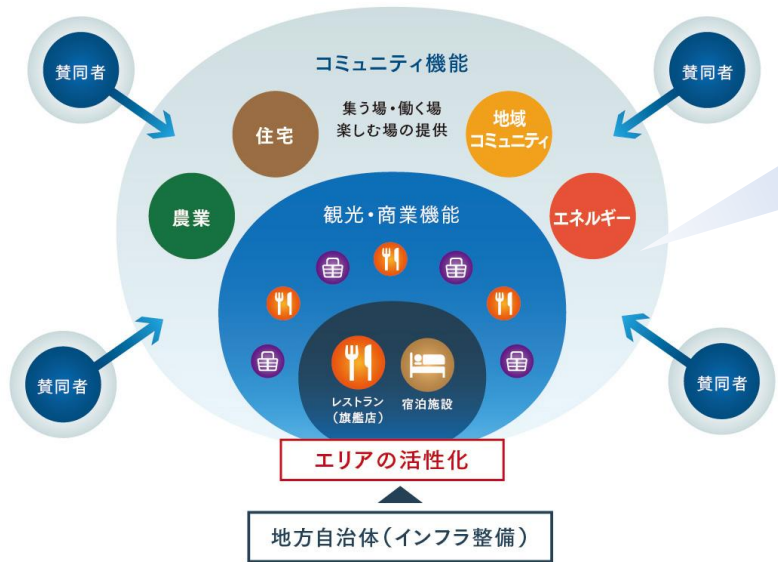 コミュニティ機能
賛同者
賛同者
集う場・働く場
楽しむ場の提供
住宅
地域
コミュニティ
農業
エネルギー
観光・商業機能
賛同者
賛同者
レストラン
（旗艦店）
宿泊施設
エリアの活性化
地方自治体（インフラ整備）